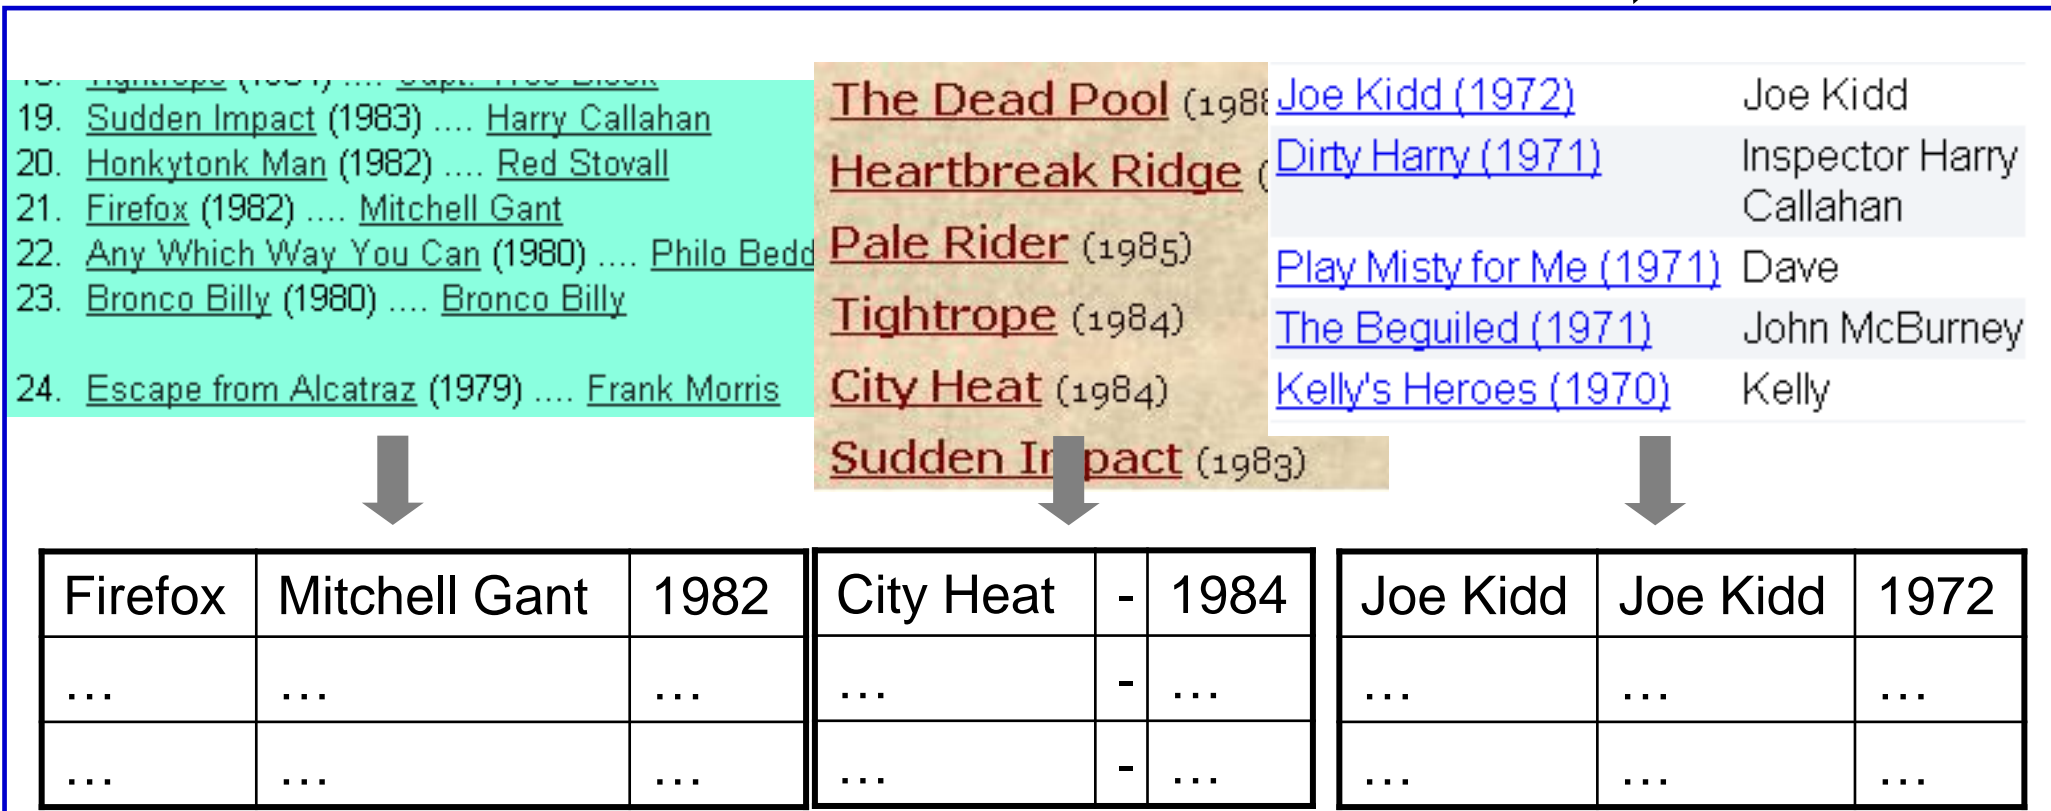 19. Sudden Impact (1983) .... Harry Callahan
20. Honkytonk Man (1982) .... Red Stovall
21. Firefox (1982) .... Mitchell Gant
22. Any Which Way You Can (1980) .... Philo Bedd
23. Bronco Billy (1980) .... Bronco Billy
24. Escape from Alcatraz (1979) .... Frank Morris
The Dead Pool (198
Heartbreak Ridge (
Pale Rider (1985)
Tightrope (1984)
City Heat (1984)
Sudden Impact (1983)
Joe Kidd (1972) Joe Kidd
Dirty Harry (1971) Inspector Harry
Callahan
Play Misty for Me (1971) Dave
The Beguiled (1971) John McBurney
Kelly's Heroes (1970) Kelly
Firefox Mitchell Gant 1982
… … …
… … …
City Heat - 1984
… - …
… - …
Joe Kidd Joe Kidd 1972
… … …
… … …